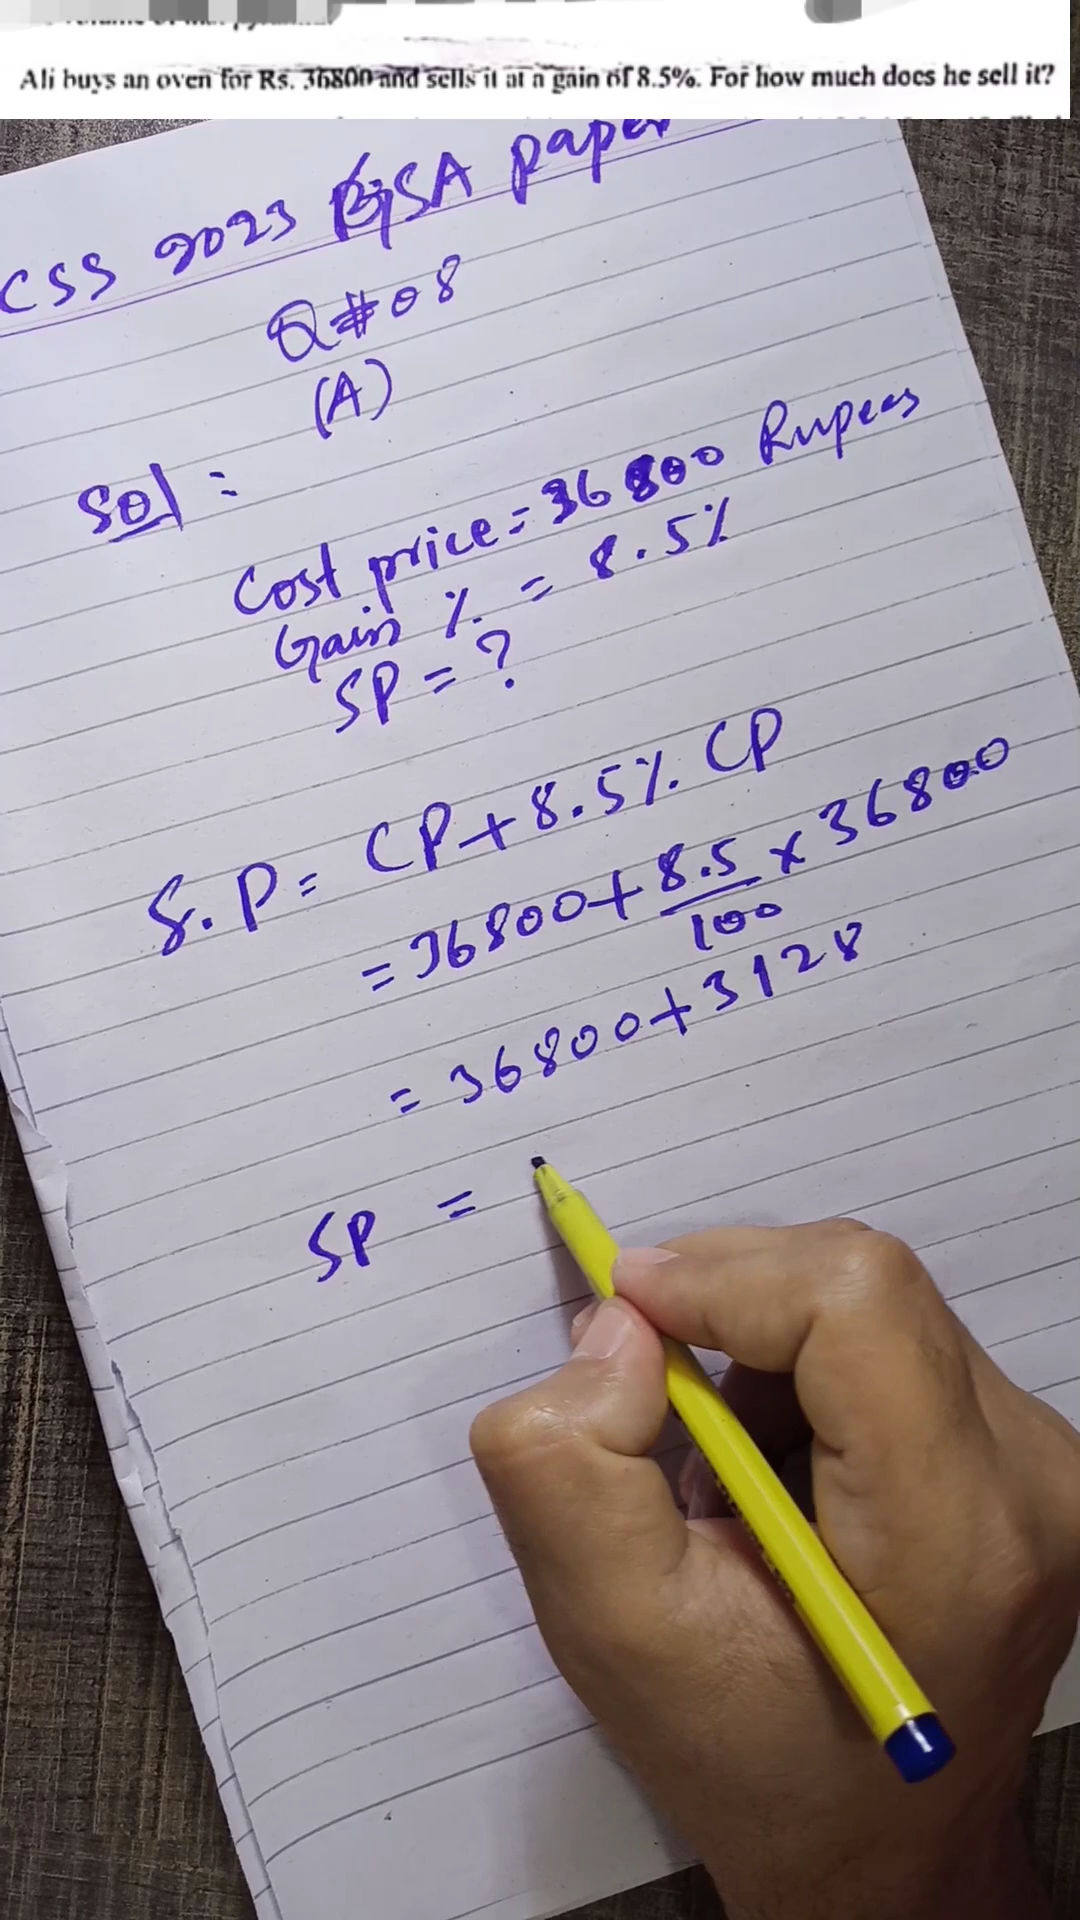 Ali buys an oven for Rs. 36800 and sells it at a gain of 8.5%. For how much does he sell it?
CSS 2023 GSA paper
Q#08
(A)
Sol:
Cost price = 36800 Rupees
Gain % = 8.5%
SP = ?
S.P = CP + 8.5% CP
= 36800 + 8.5/100 × 36800
= 36800 + 3128
SP =